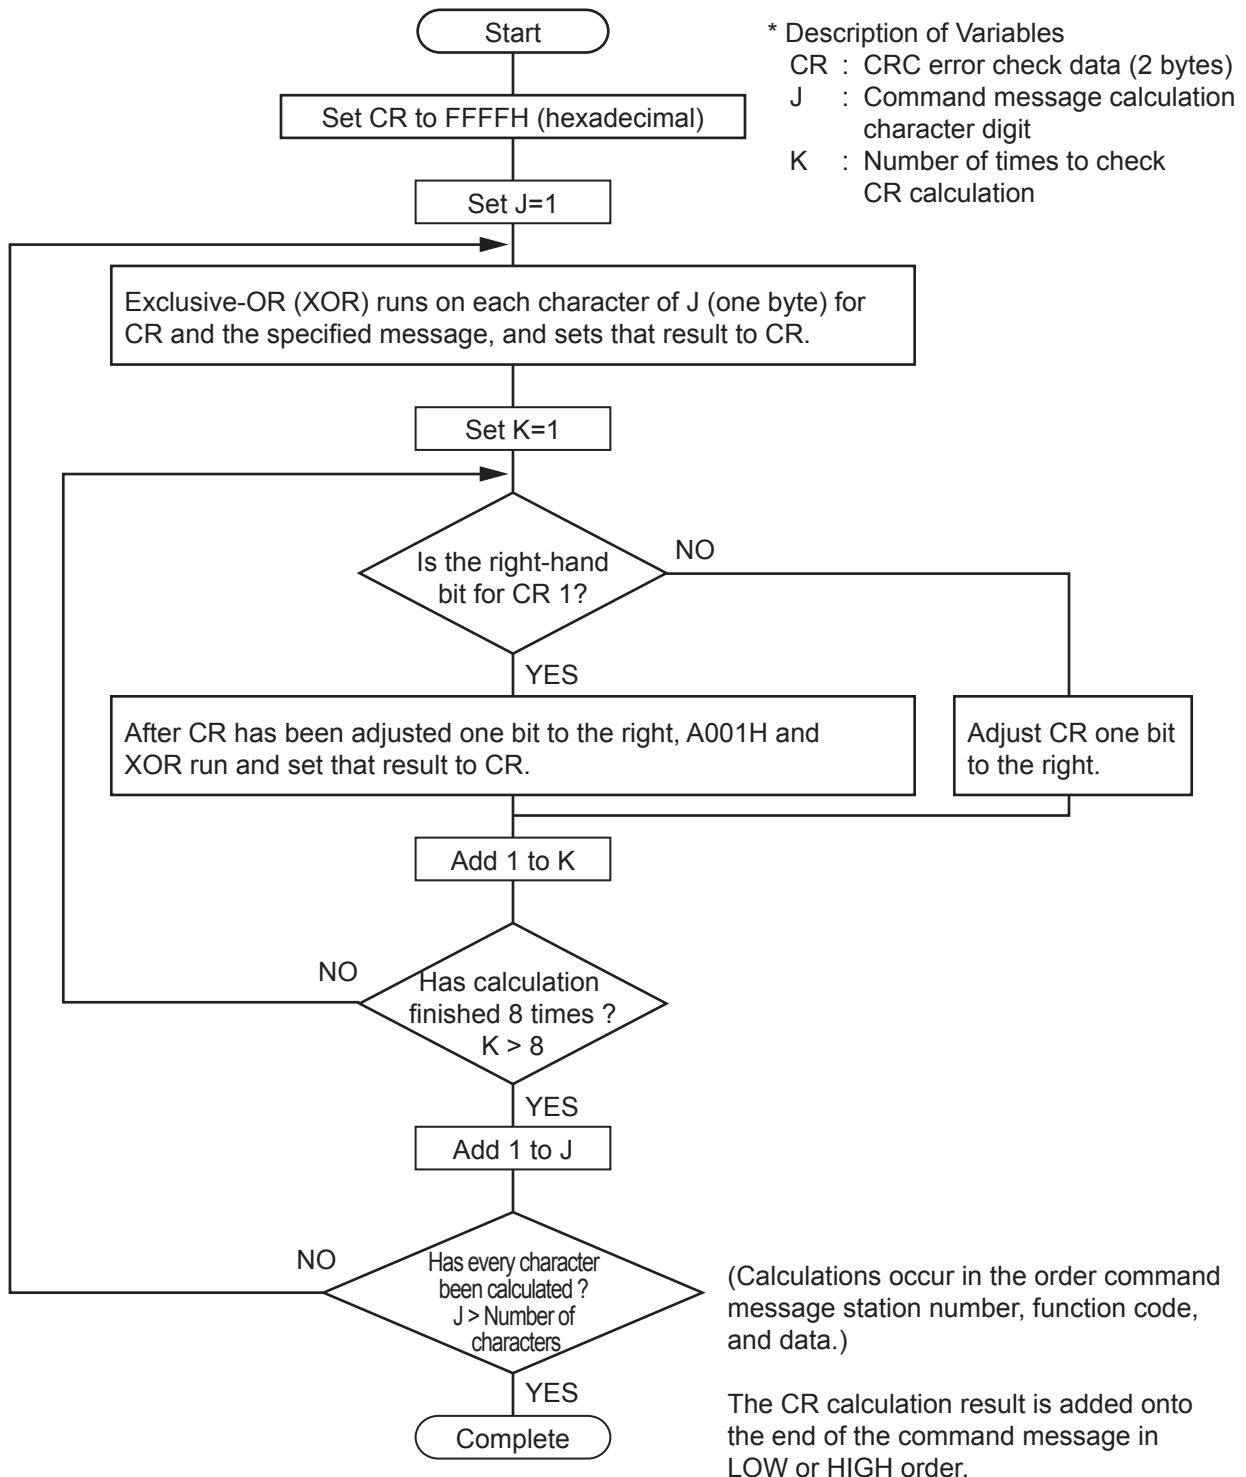 Start
* Description of Variables
CR : CRC error check data (2 bytes)
J : Command message calculation
character digit
K : Number of times to check
CR calculation
Set CR to FFFFH (hexadecimal)
Set J=1
Exclusive-OR (XOR) runs on each character of J (one byte) for
CR and the specified message, and sets that result to CR.
Set K=1
Is the right-hand
bit for CR 1?
NO
YES
After CR has been adjusted one bit to the right, A001H and
XOR run and set that result to CR.
Adjust CR one bit
to the right.
Add 1 to K
NO
Has calculation
finished 8 times ?
K > 8
YES
Add 1 to J
NO
Has every character
been calculated ?
J > Number of
characters
YES
Complete
(Calculations occur in the order command
message station number, function code,
and data.)
The CR calculation result is added onto
the end of the command message in
LOW or HIGH order.